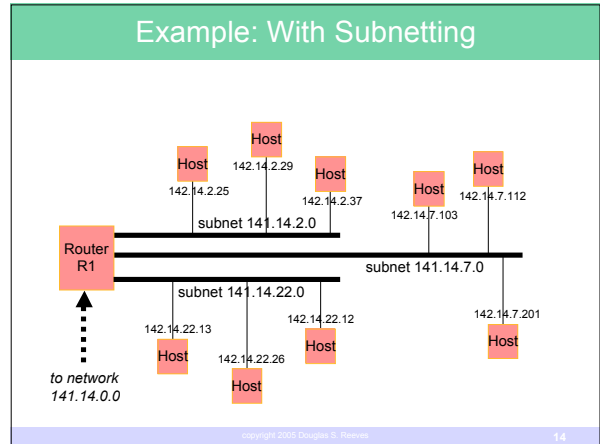 Example: With Subnetting
Host
142.14.2.25
Host
142.14.2.29
Host
142.14.2.37
Host
142.14.7.103
Host
142.14.7.112
subnet 141.14.2.0
Router
R1
subnet 141.14.7.0
subnet 141.14.22.0
142.14.22.13
Host
142.14.22.26
Host
142.14.22.12
Host
142.14.7.201
Host
to network
141.14.0.0
copyright 2005 Douglas S. Reeves
14